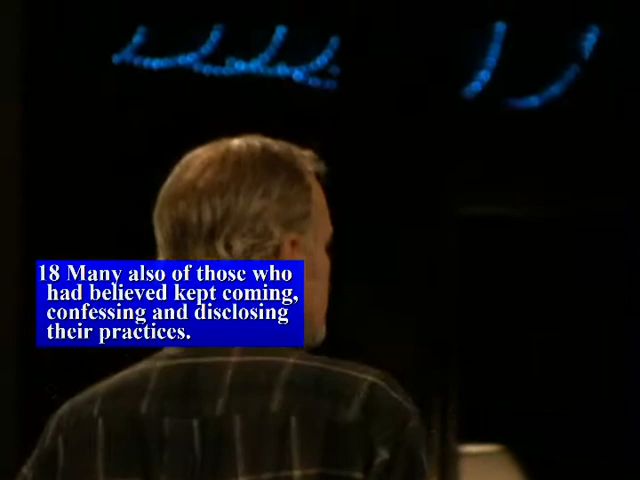 18 Many also of those who
had believed kept coming,
confessing and disclosing
their practices.